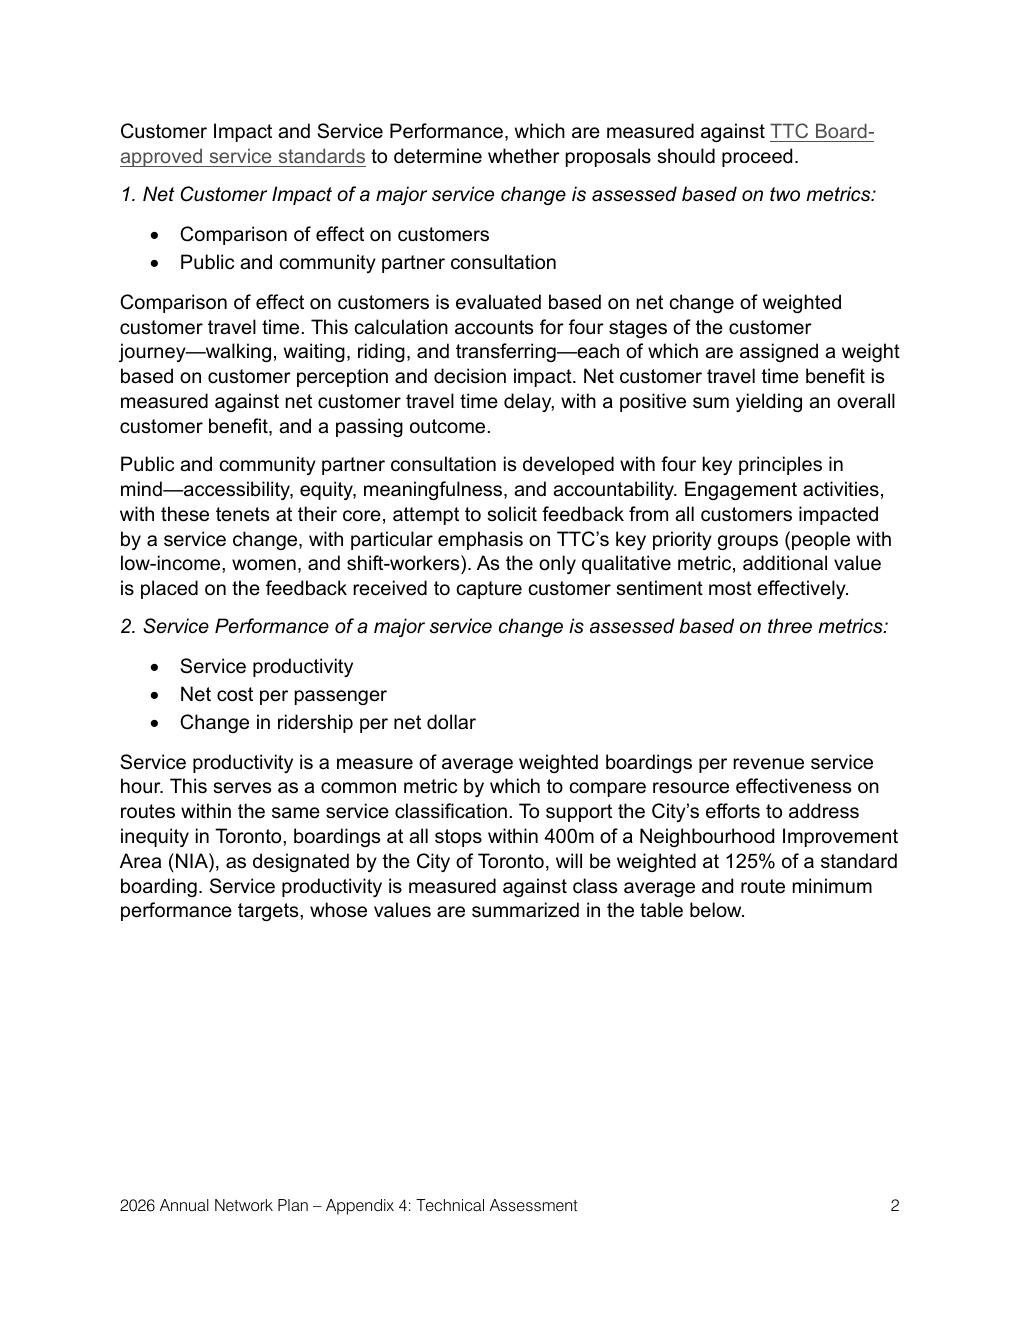 Customer Impact and Service Performance, which are measured against TTC Board-
approved service standards to determine whether proposals should proceed.
1. Net Customer Impact of a major service change is assessed based on two metrics:
• Comparison of effect on customers
• Public and community partner consultation
Comparison of effect on customers is evaluated based on net change of weighted
customer travel time. This calculation accounts for four stages of the customer
journey—walking, waiting, riding, and transferring—each of which are assigned a weight
based on customer perception and decision impact. Net customer travel time benefit is
measured against net customer travel time delay, with a positive sum yielding an overall
customer benefit, and a passing outcome.
Public and community partner consultation is developed with four key principles in
mind—accessibility, equity, meaningfulness, and accountability. Engagement activities,
with these tenets at their core, attempt to solicit feedback from all customers impacted
by a service change, with particular emphasis on TTC’s key priority groups (people with
low-income, women, and shift-workers). As the only qualitative metric, additional value
is placed on the feedback received to capture customer sentiment most effectively.
2. Service Performance of a major service change is assessed based on three metrics:
• Service productivity
• Net cost per passenger
• Change in ridership per net dollar
Service productivity is a measure of average weighted boardings per revenue service
hour. This serves as a common metric by which to compare resource effectiveness on
routes within the same service classification. To support the City’s efforts to address
inequity in Toronto, boardings at all stops within 400m of a Neighbourhood Improvement
Area (NIA), as designated by the City of Toronto, will be weighted at 125% of a standard
boarding. Service productivity is measured against class average and route minimum
performance targets, whose values are summarized in the table below.
2026 Annual Network Plan – Appendix 4: Technical Assessment 2